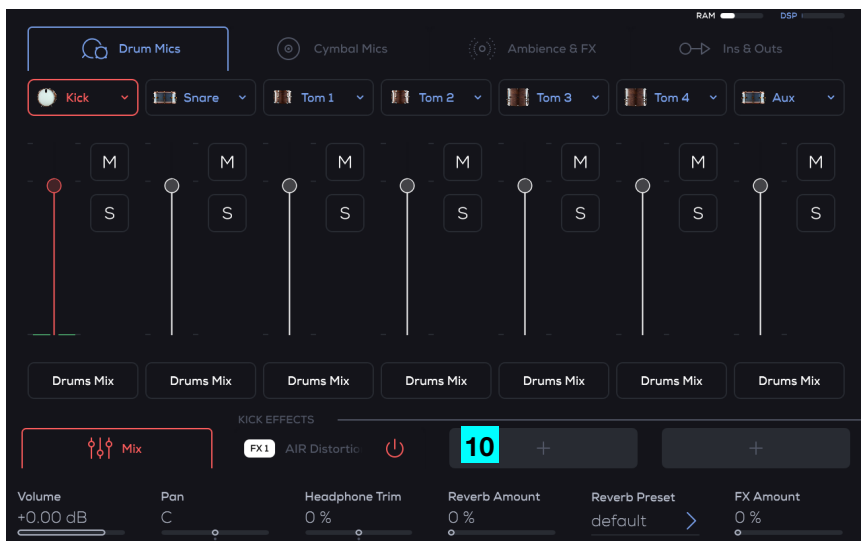 RAM DSP
Drum Mics Cymbal Mics Ambience & FX Ins & Outs
Kick Snare Tom 1 Tom 2 Tom 3 Tom 4 Aux
M M M M M M M
S S S S S S S
Drums Mix Drums Mix Drums Mix Drums Mix Drums Mix Drums Mix Drums Mix
KICK EFFECTS
Mix FX1 AIR Distortio 10 + +
Volume Pan Headphone Trim Reverb Amount Reverb Preset FX Amount
+0.00 dB C 0 % 0 % default 0 %